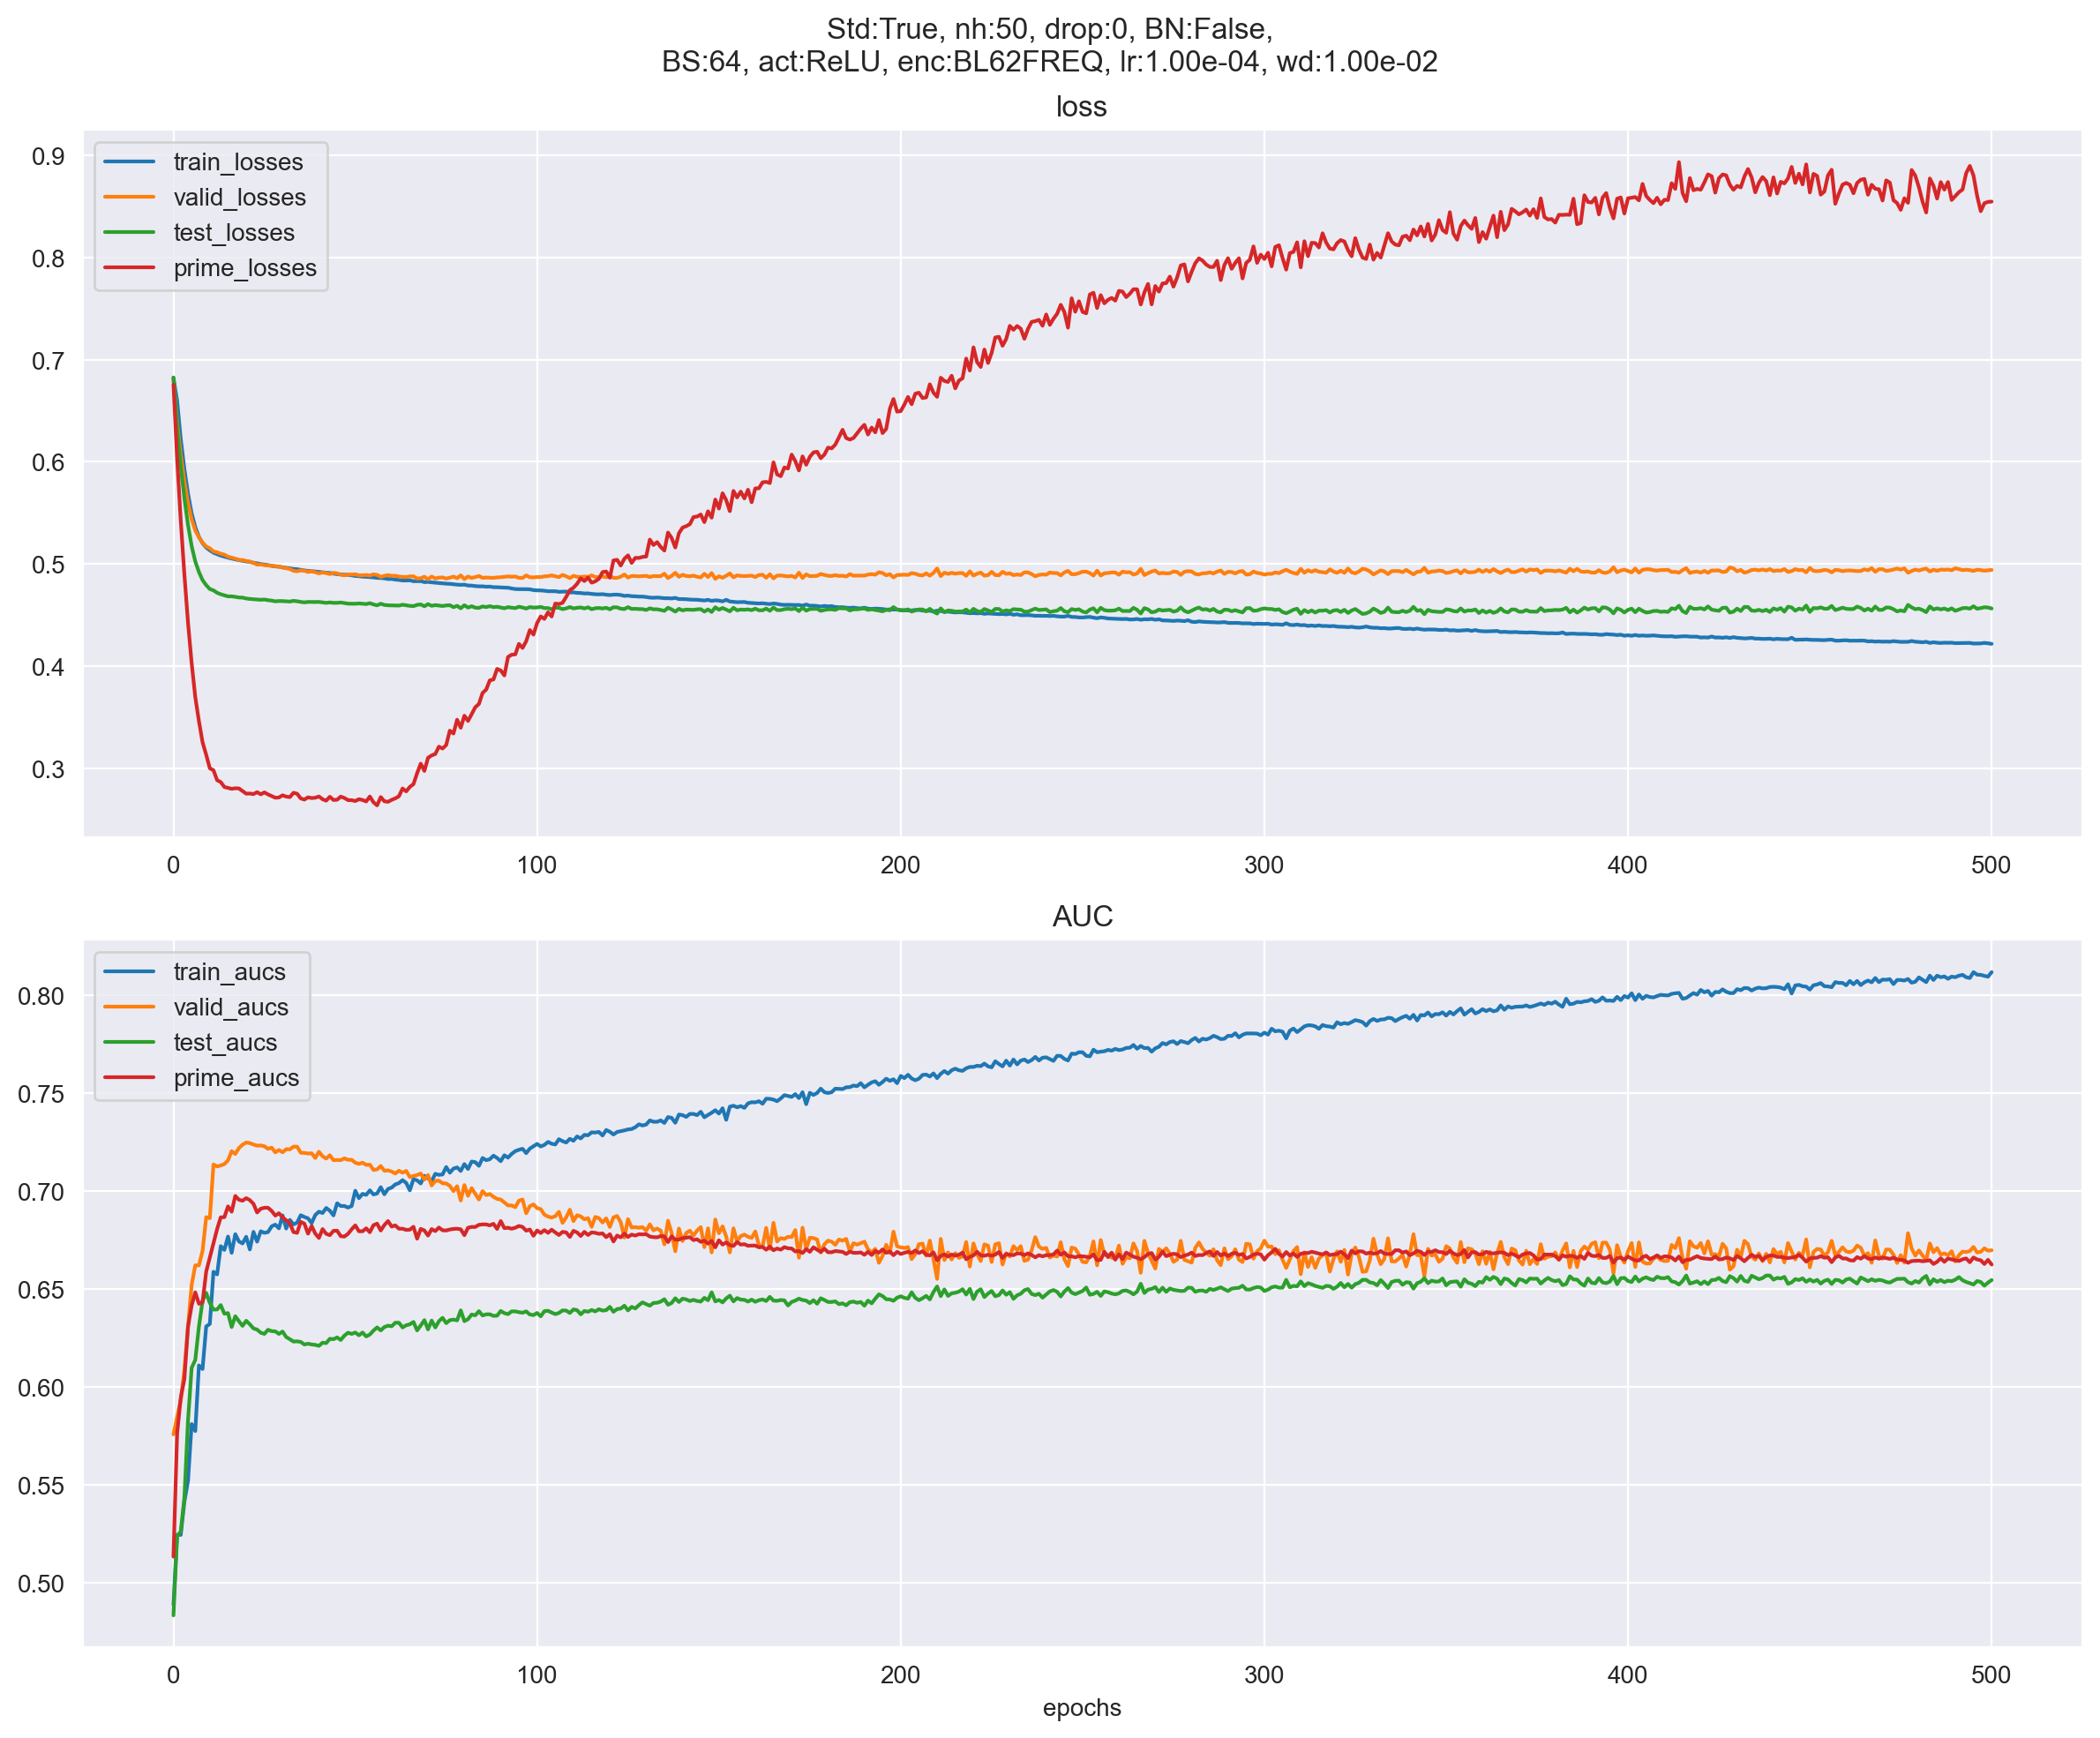 Std:True, nh:50, drop:0, BN:False,
BS:64, act:ReLU, enc:BL62FREQ, lr:1.00e-04, wd:1.00e-02
loss
train_losses
valid_losses
test_losses
prime_losses
0.9
0.8
0.7
0.6
0.5
0.4
0.3
0 100 200 300 400 500
AUC
train_aucs
valid_aucs
test_aucs
prime_aucs
0.80
0.75
0.70
0.65
0.60
0.55
0.50
0 100 200 300 400 500
epochs